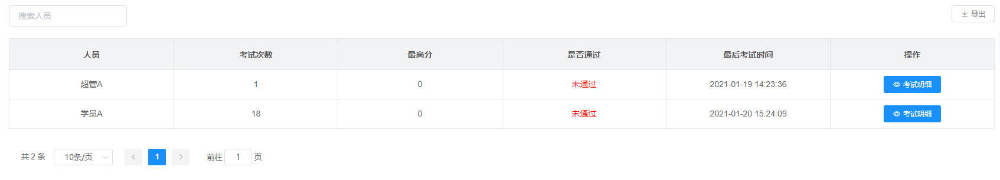 搜索人员
导出
人员 考试次数 最高分 是否通过 最后考试时间 操作
超管A 1 0 未通过 2021-01-19 14:23:36 考试明细
学员A 18 0 未通过 2021-01-20 15:24:09 考试明细
共 2 条 10条/页 1 前往 1 页